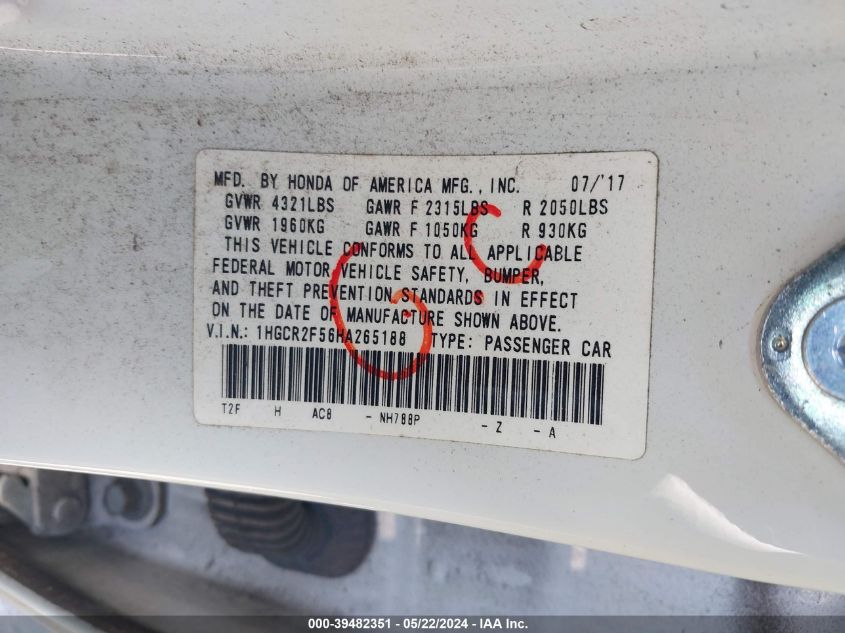 MFD. BY HONDA OF AMERICA MFG., INC. 07/'17
GVWR 4321LBS GAWR F 2315LBS R 2050LBS
GVWR 1960KG GAWR F 1050KG R 930KG
THIS VEHICLE CONFORMS TO ALL APPLICABLE
FEDERAL MOTOR VEHICLE SAFETY, BUMPER,
AND THEFT PREVENTION STANDARDS IN EFFECT
ON THE DATE OF MANUFACTURE SHOWN ABOVE.
V.I.N.: 1HGCR2F56HA265188 TYPE: PASSENGER CAR
T2F H AC8 - NH788P - Z - A
6C
000-39482351 - 05/22/2024 - IAA Inc.